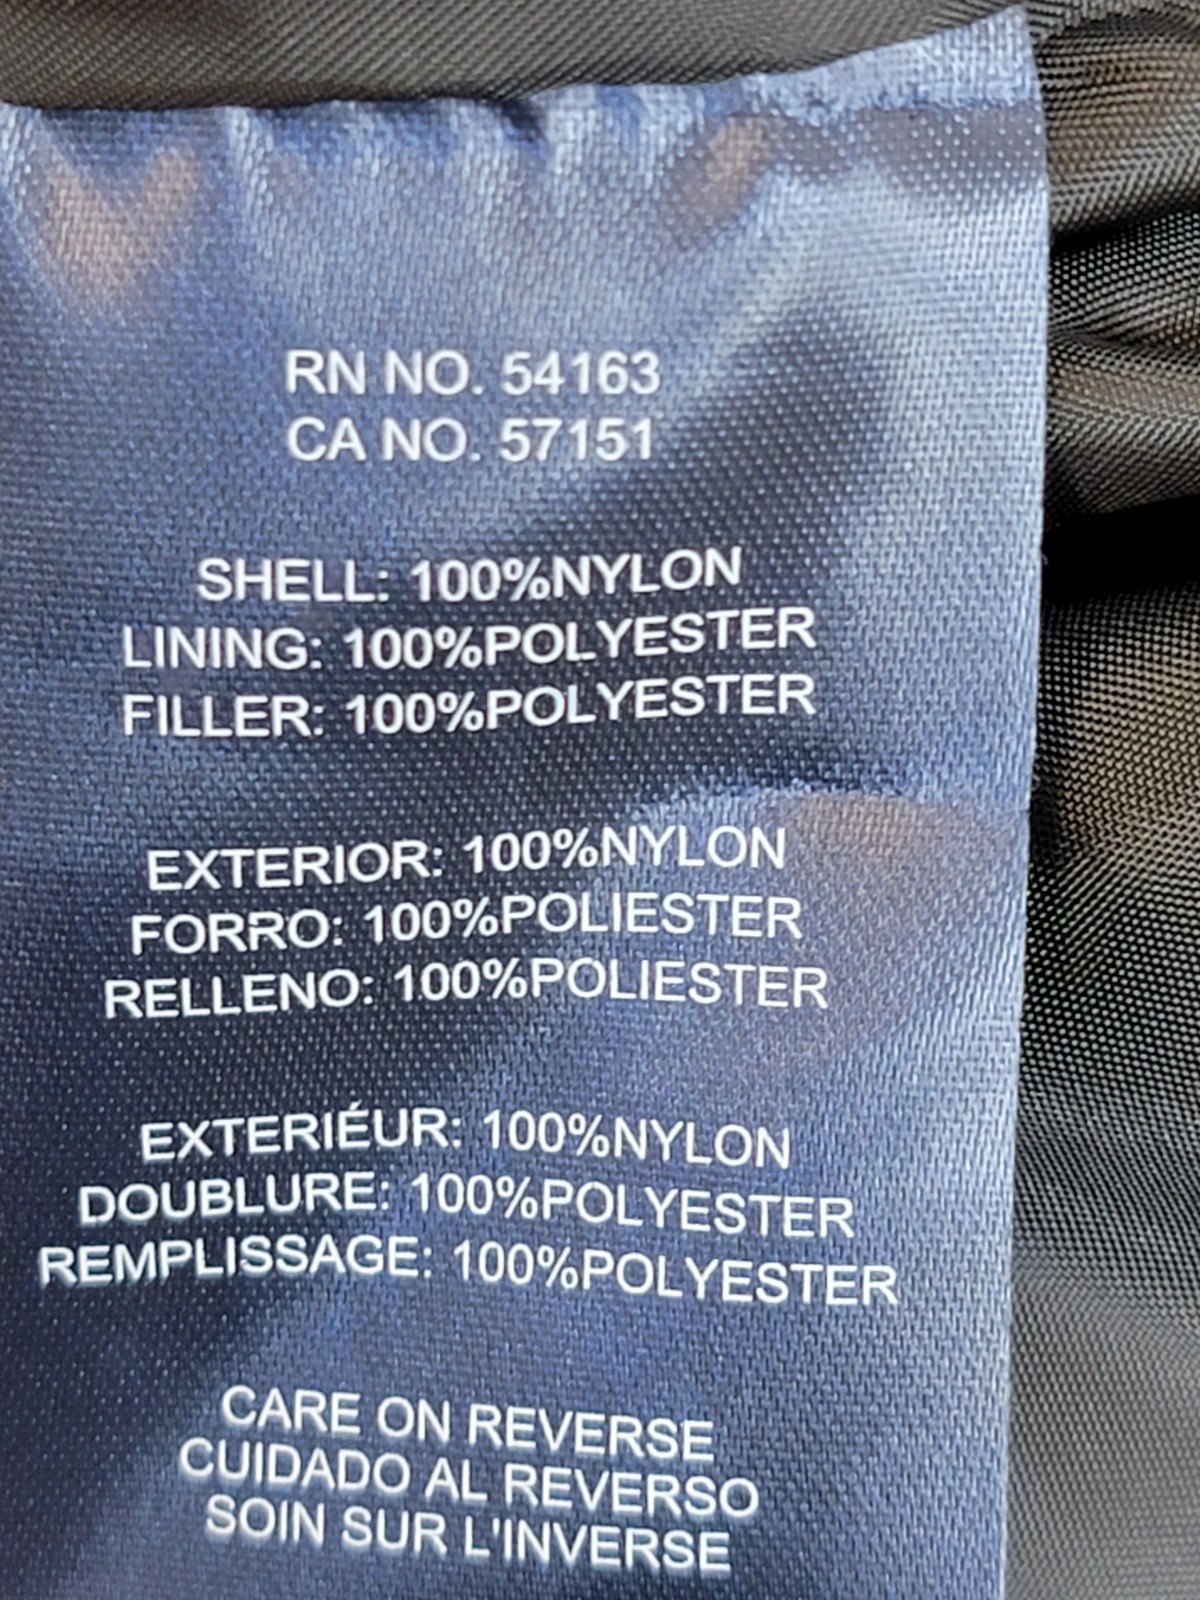 RN NO. 54163
CA NO. 57151
SHELL: 100%NYLON
LINING: 100%POLYESTER
FILLER: 100%POLYESTER
EXTERIOR: 100%NYLON
FORRO: 100%POLIESTER
RELLENO: 100%POLIESTER
EXTERIÉUR: 100%NYLON
DOUBLURE: 100%POLYESTER
REMPLISSAGE: 100%POLYESTER
CARE ON REVERSE
CUIDADO AL REVERSO
SOIN SUR L'INVERSE